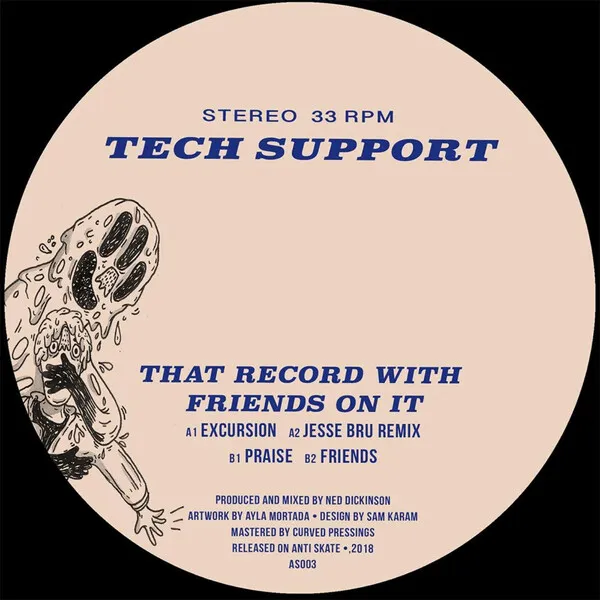 STEREO 33 RPM
TECH SUPPORT
THAT RECORD WITH
FRIENDS ON IT
A1 EXCURSION A2 JESSE BRU REMIX
B1 PRAISE B2 FRIENDS
PRODUCED AND MIXED BY NED DICKINSON
ARTWORK BY AYLA MORTADA • DESIGN BY SAM KARAM
MASTERED BY CURVED PRESSINGS
RELEASED ON ANTI SKATE •,2018
AS003